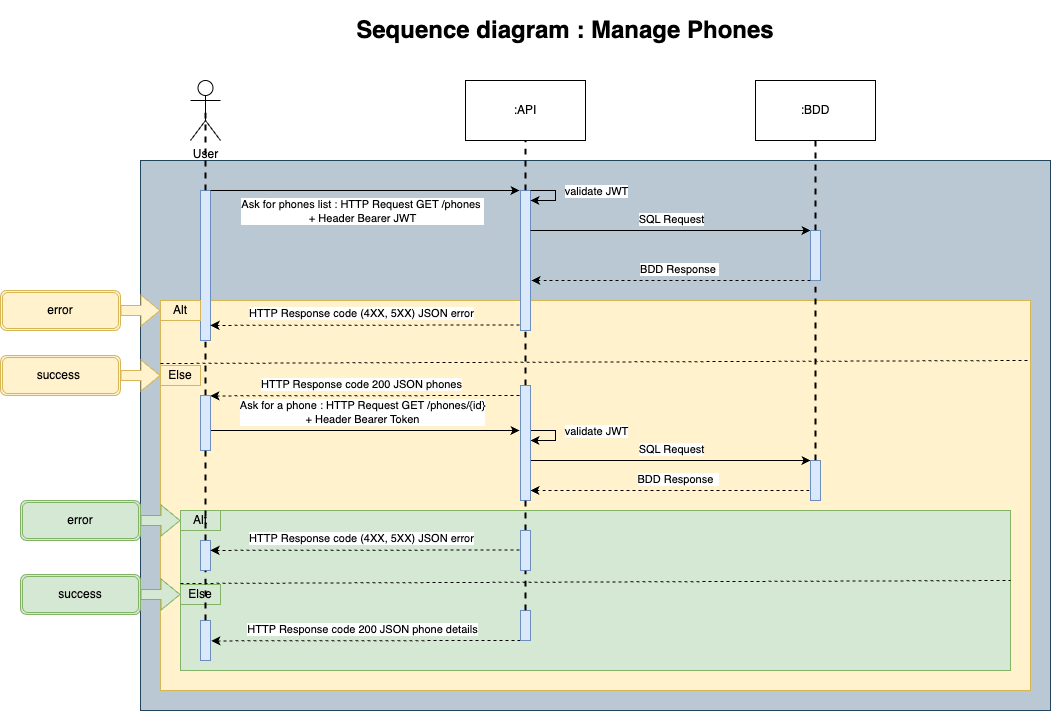 Sequence diagram : Manage Phones
User
:API
:BDD
validate JWT
Ask for phones list : HTTP Request GET /phones
+ Header Bearer JWT
SQL Request
BDD Response
error
Alt
HTTP Response code (4XX, 5XX) JSON error
success
Else
HTTP Response code 200 JSON phones
Ask for a phone : HTTP Request GET /phones/{id}
+ Header Bearer Token
validate JWT
SQL Request
BDD Response
error
Alt
HTTP Response code (4XX, 5XX) JSON error
success
Else
HTTP Response code 200 JSON phone details